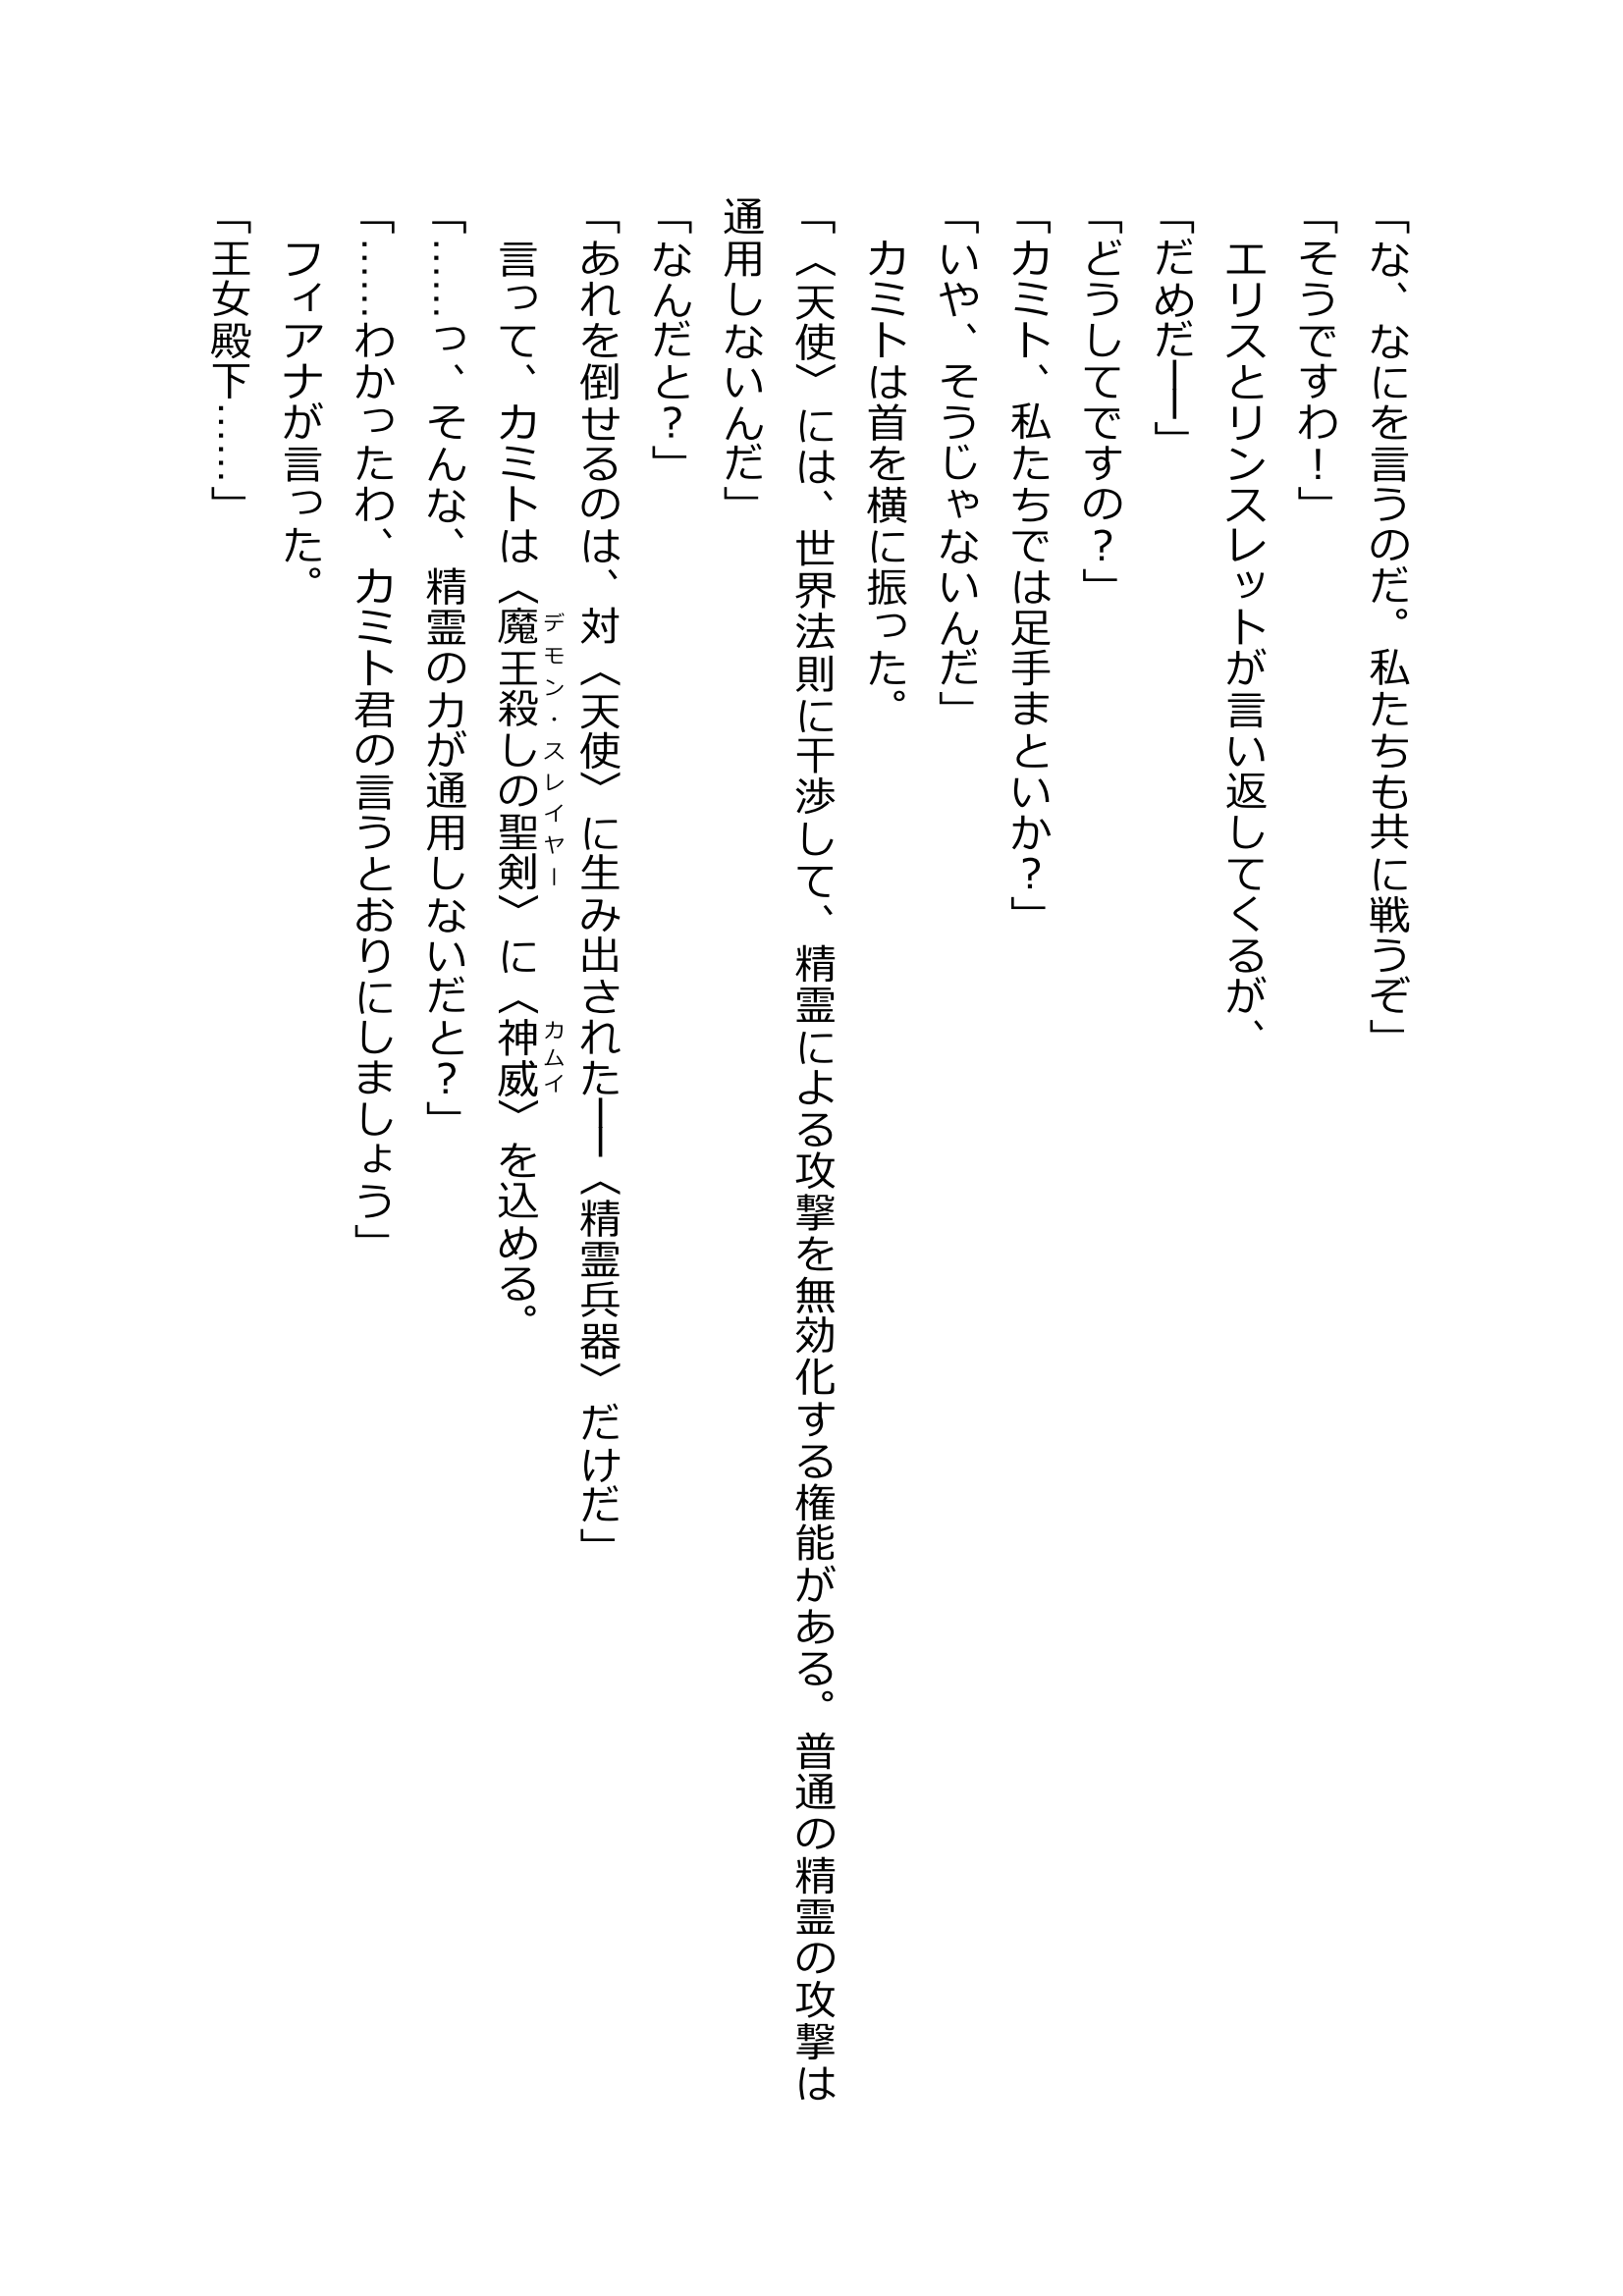 「な、なにを言うのだ。私たちも共に戦うぞ」
「そうですわ！」
　エリスとリンスレットが言い返してくるが、
「だめだ――」
「どうしてですの？」
「カミト、私たちでは足手まといか？」
「いや、そうじゃないんだ」
　カミトは首を横に振った。
「〈天使〉には、世界法則に干渉して、精霊による攻撃を無効化する権能がある。普通の精霊の攻撃は
通用しないんだ」
「なんだと？」
「あれを倒せるのは、対〈天使〉に生み出された――〈精霊兵器〉だけだ」
デモン・スレイヤー　カムイ
　言って、カミトは〈魔王殺しの聖剣〉に〈神威〉を込める。
「……っ、そんな、精霊の力が通用しないだと？」
「……わかったわ、カミト君の言うとおりにしましょう」
　フィアナが言った。
「王女殿下……」